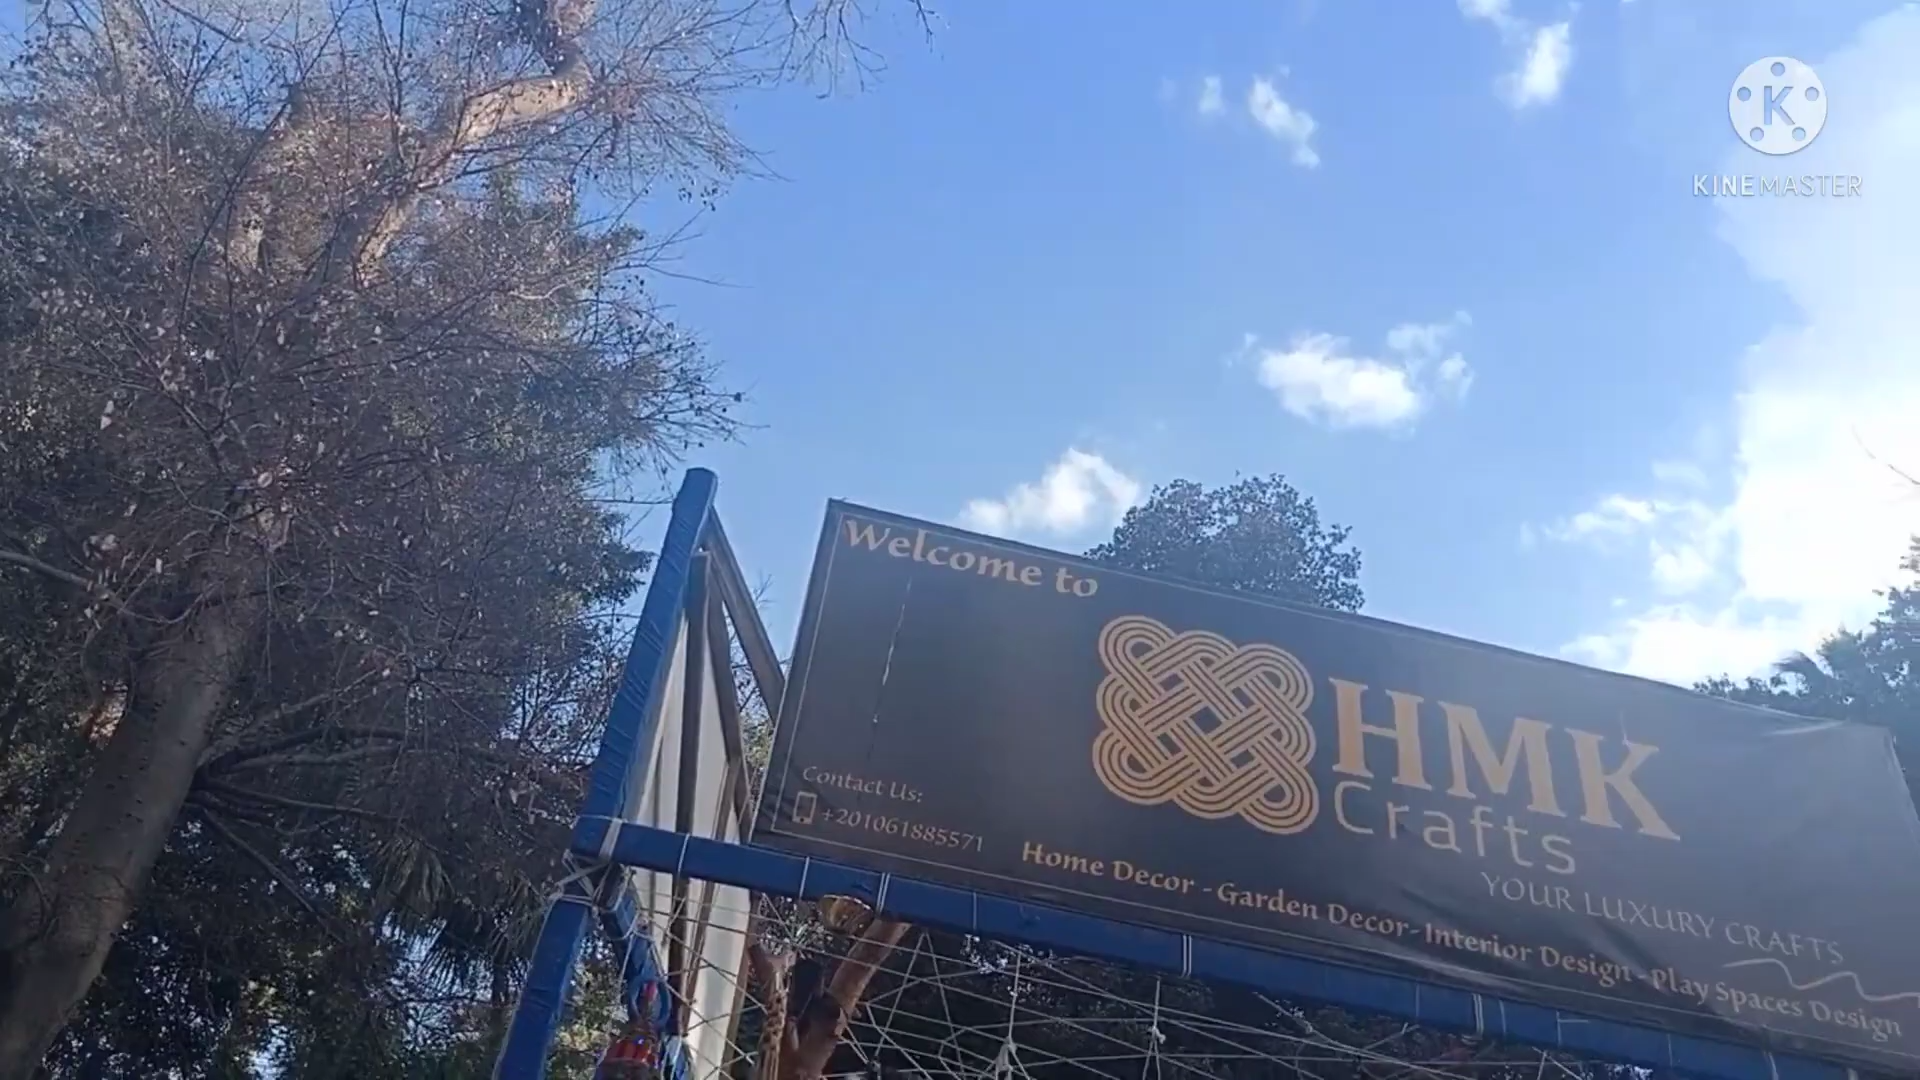 K
KINEMASTER
Welcome to
HMK
Crafts
YOUR LUXURY CRAFTS
Contact Us:
+201061885571
Home Decor - Garden Decor- Interior Design - Play Spaces Design